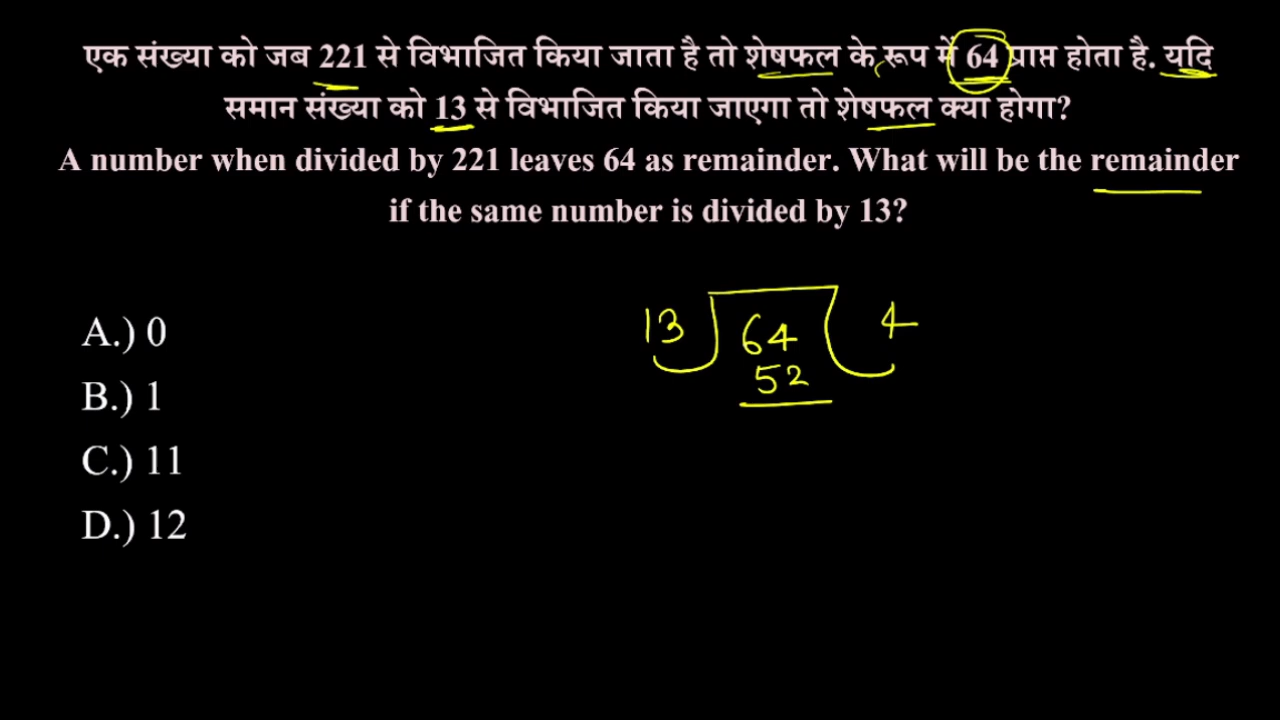 एक संख्या को जब 221 से विभाजित किया जाता है तो शेषफल के रूप में 64 प्राप्त होता है. यदि
समान संख्या को 13 से विभाजित किया जाएगा तो शेषफल क्या होगा?
A number when divided by 221 leaves 64 as remainder. What will be the remainder
if the same number is divided by 13?
A.) 0
B.) 1
C.) 11
D.) 12
13 64 4
52